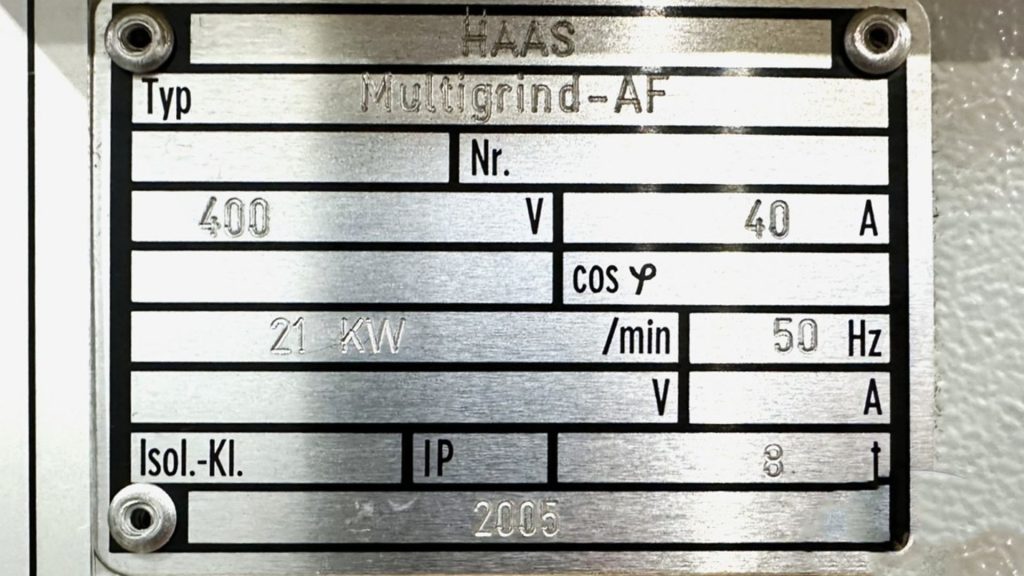 HAAS
Typ Multigrind-AF
Nr.
400 V 40 A
cos φ
21 KW /min 50 Hz
V A
Isol.-Kl. IP 8 t
2005